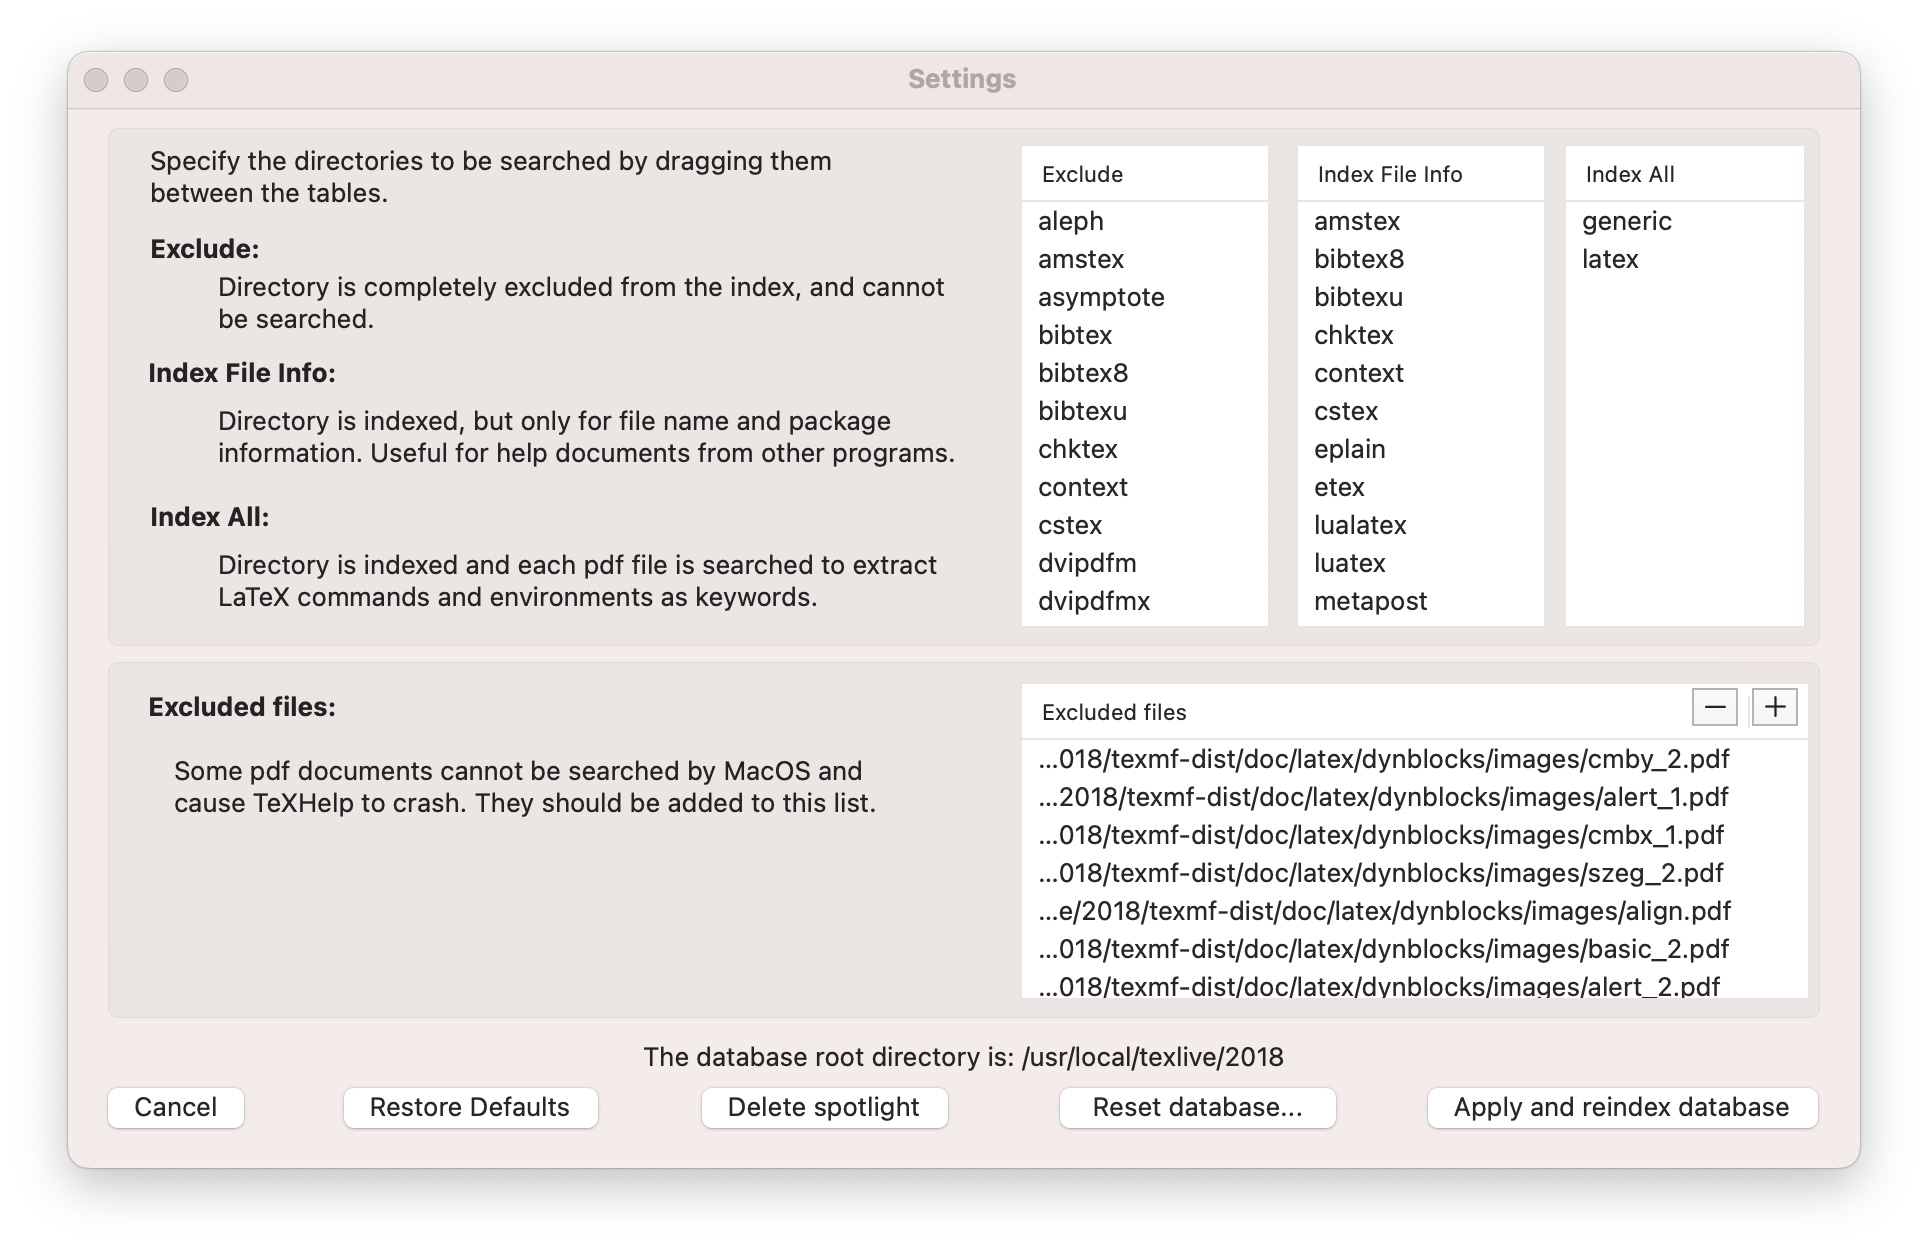 Settings
Specify the directories to be searched by dragging them
between the tables.
Exclude:
Directory is completely excluded from the index, and cannot
be searched.
Index File Info:
Directory is indexed, but only for file name and package
information. Useful for help documents from other programs.
Index All:
Directory is indexed and each pdf file is searched to extract
LaTeX commands and environments as keywords.
Exclude
aleph
amstex
asymptote
bibtex
bibtex8
bibtexu
chktex
context
cstex
dvipdfm
dvipdfmx
Index File Info
amstex
bibtex8
bibtexu
chktex
context
cstex
eplain
etex
lualatex
luatex
metapost
Index All
generic
latex
Excluded files:
Some pdf documents cannot be searched by MacOS and
cause TeXHelp to crash. They should be added to this list.
Excluded files
...018/texmf-dist/doc/latex/dynblocks/images/cmby_2.pdf
...2018/texmf-dist/doc/latex/dynblocks/images/alert_1.pdf
...018/texmf-dist/doc/latex/dynblocks/images/cmbx_1.pdf
...018/texmf-dist/doc/latex/dynblocks/images/szeg_2.pdf
...e/2018/texmf-dist/doc/latex/dynblocks/images/align.pdf
...018/texmf-dist/doc/latex/dynblocks/images/basic_2.pdf
...018/texmf-dist/doc/latex/dynblocks/images/alert_2.pdf
The database root directory is: /usr/local/texlive/2018
Cancel
Restore Defaults
Delete spotlight
Reset database...
Apply and reindex database